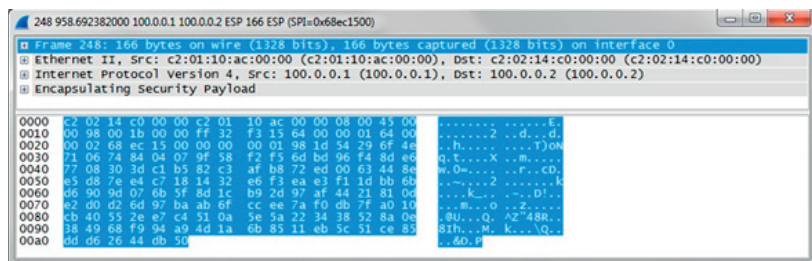 248 958.692382000 100.0.0.1 100.0.0.2 ESP 166 ESP (SPI=0x68ec1500)
Frame 248: 166 bytes on wire (1328 bits), 166 bytes captured (1328 bits) on interface 0
Ethernet II, Src: c2:01:10:ac:00:00 (c2:01:10:ac:00:00), Dst: c2:02:14:c0:00:00 (c2:02:14:c0:00:00)
Internet Protocol Version 4, Src: 100.0.0.1 (100.0.0.1), Dst: 100.0.0.2 (100.0.0.2)
Encapsulating Security Payload
0000 c2 02 14 c0 00 00 c2 01 10 ac 00 00 08 00 45 00 ........ ......E.
0010 00 98 00 1b 00 00 ff 32 f3 15 64 00 00 01 64 00 .......2 ..d...d.
0020 00 02 68 ec 15 00 00 00 00 01 98 1d 54 29 6f 4e ..h..... ....T)oN
0030 71 06 74 84 04 07 9f 58 f2 f5 6d bd 96 f4 8d e6 q.t....X ..m.....
0040 77 08 30 3d c1 b5 82 c3 af b8 72 ed 00 63 44 8e w.0=.... ..r..cD.
0050 e5 d8 7e e4 c7 18 14 32 e6 f3 ea e3 f1 1d bb 6b ..~....2 .......k
0060 d6 90 9d 07 6b 5f 8d 1c b9 2d 97 af 44 21 81 0d ....k_.. .-..D!..
0070 e2 d0 d2 6d 97 ba ab 6f cc ee 7a f0 db 7f a0 10 ...m...o ..z.....
0080 cb 40 55 2e e7 c4 51 0a 5e 5a 22 34 38 52 8a 0e .@U...Q. ^Z"48R..
0090 38 49 68 f9 94 a9 4d 1a 6b 85 11 eb 5c 51 ce 85 8Ih...M. k...\Q..
00a0 dd d6 26 44 db 50 ..&D.P